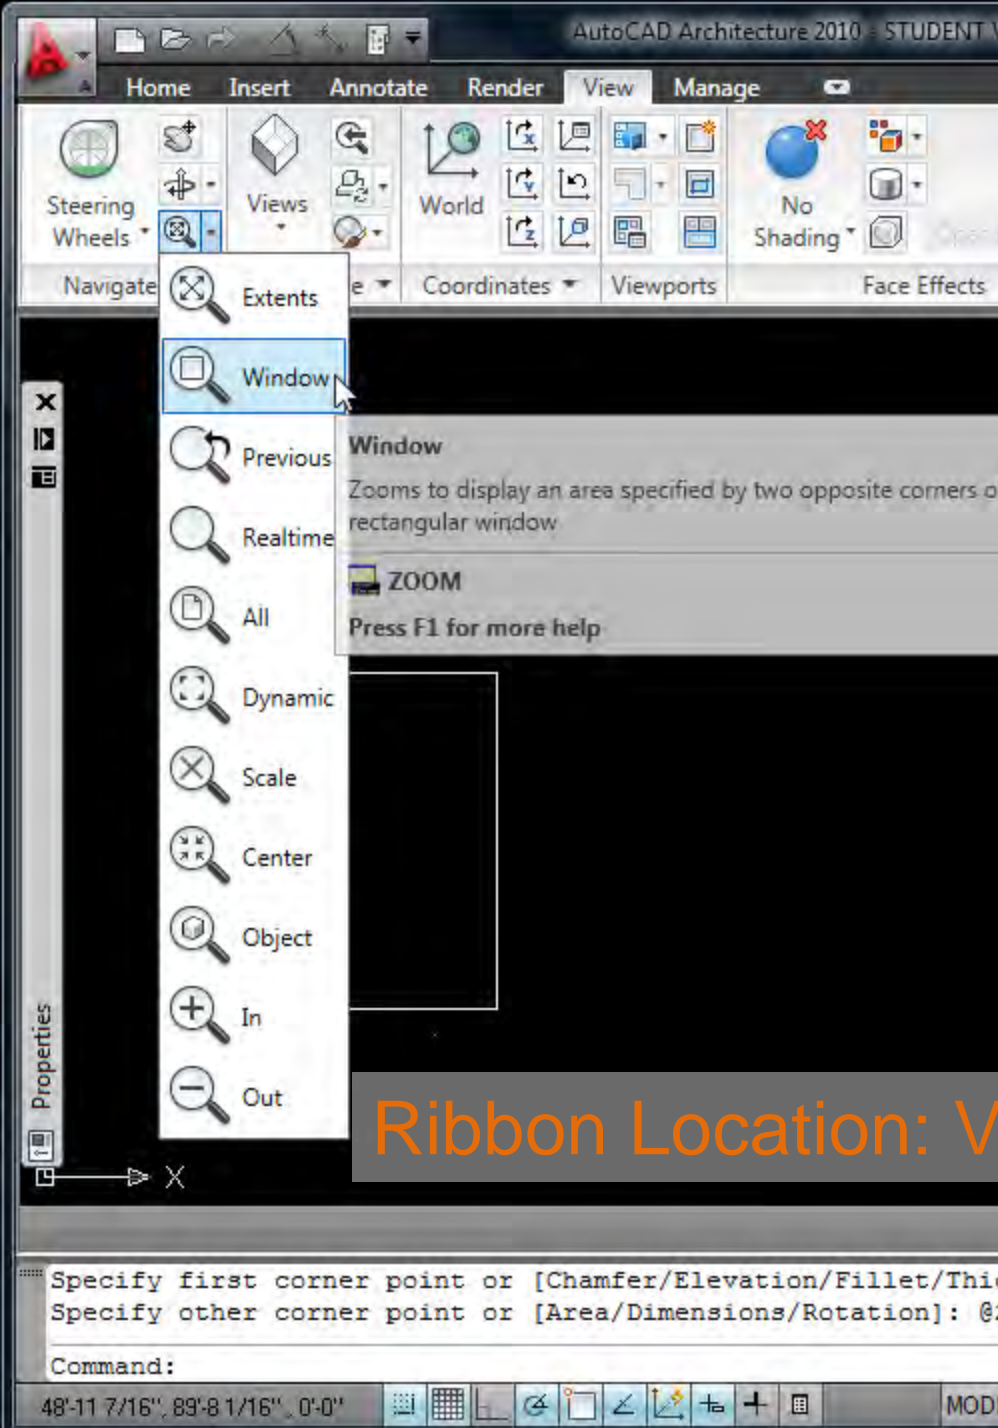 AutoCAD Architecture 2010 - STUDENT V
Home Insert Annotate Render View Manage
Steering
Wheels
Views
World
No
Shading
Navigate
e
Coordinates
Viewports
Face Effects
Extents
Window
Previous
Realtime
All
Dynamic
Scale
Center
Object
In
Out
Window
Zooms to display an area specified by two opposite corners o
rectangular window
ZOOM
Press F1 for more help
Properties
X
Ribbon Location: V
Specify first corner point or [Chamfer/Elevation/Fillet/Thi
Specify other corner point or [Area/Dimensions/Rotation]: @
Command:
48'-11 7/16", 89'-8 1/16" , 0'-0"
MOD